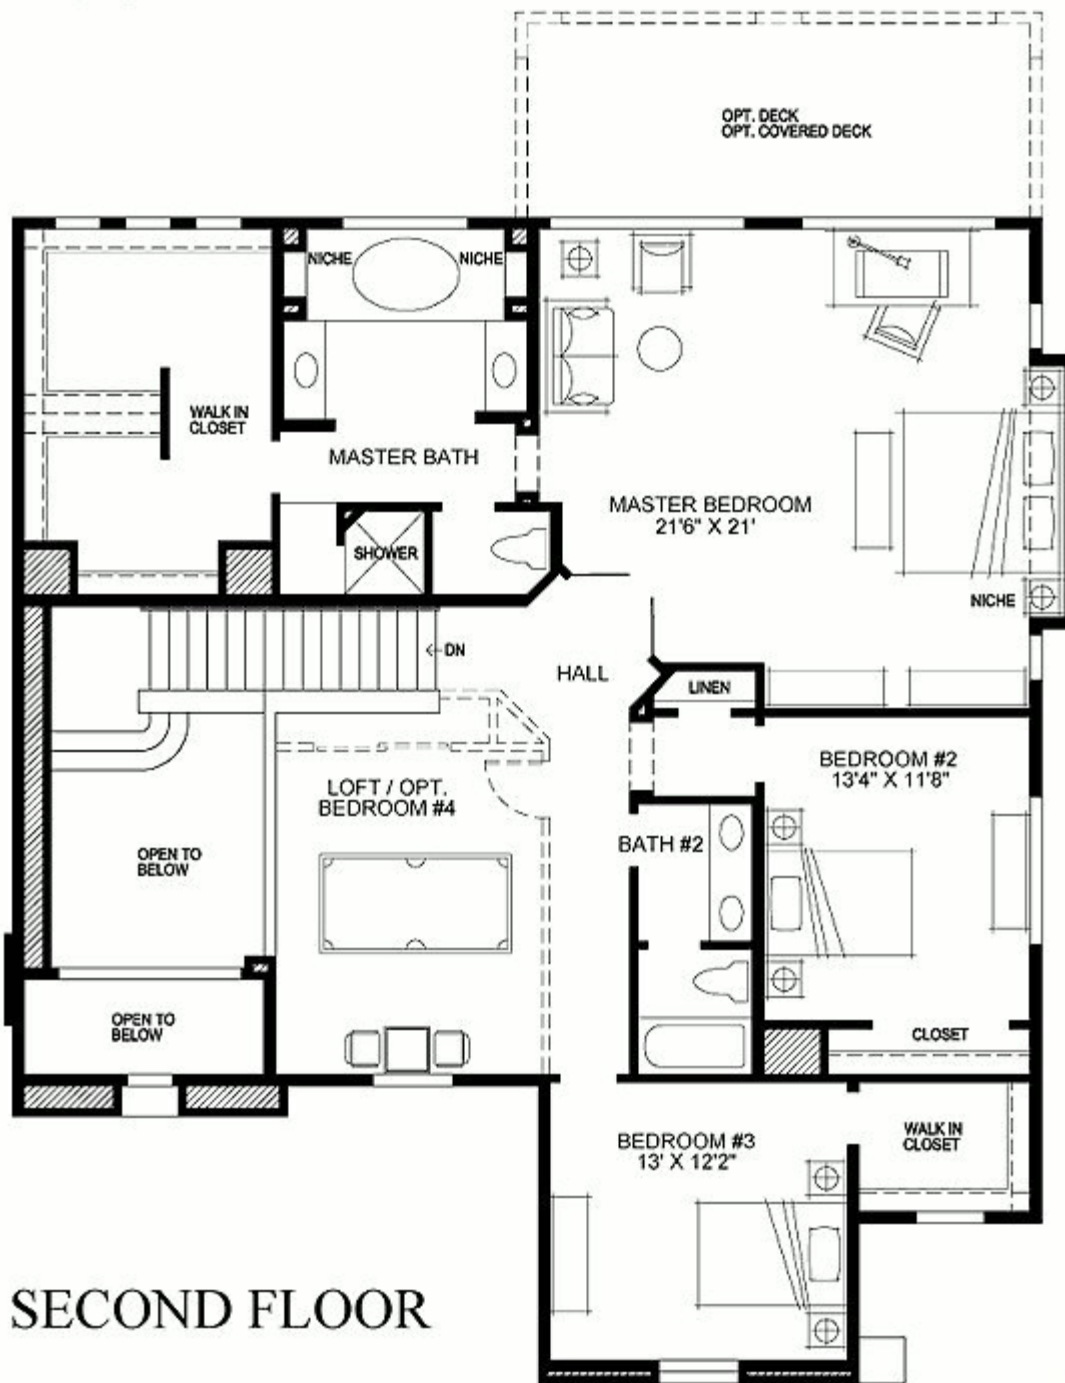 OPT. DECK
OPT. COVERED DECK
NICHE
NICHE
WALK IN
CLOSET
MASTER BATH
MASTER BEDROOM
21'6" X 21'
SHOWER
NICHE
DN
HALL
LINEN
BEDROOM #2
13'4" X 11'8"
LOFT / OPT.
BEDROOM #4
BATH #2
OPEN TO
BELOW
OPEN TO
BELOW
CLOSET
WALK IN
CLOSET
BEDROOM #3
13' X 12'2"
SECOND FLOOR